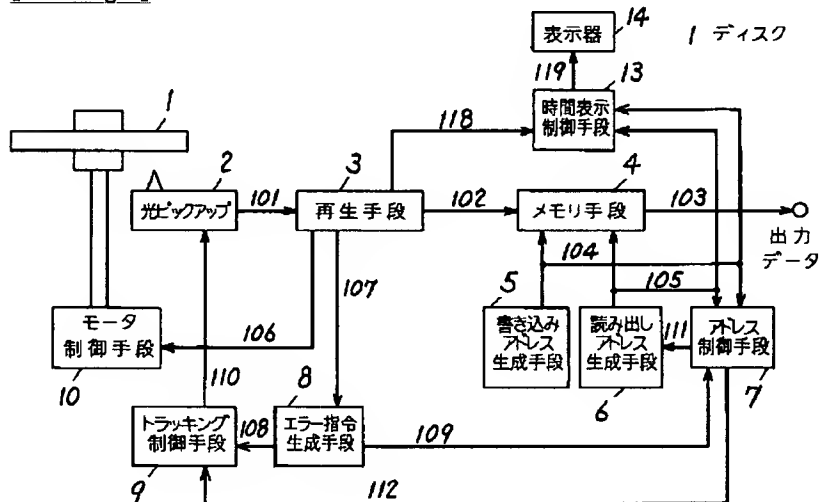 表示器
14
1 ディスク
119
13
時間表示
制御手段
1
118
2
3
4
光ピックアップ
101
再生手段
102
メモリ手段
103
出力
データ
104
105
107
5
書き込み
アドレス
生成手段
読み出し
アドレス
生成手段
6
111
アドレス
制御手段
7
モータ
制御手段
10
106
110
8
エラー指令
生成手段
トラッキング
制御手段
9
108
109
112